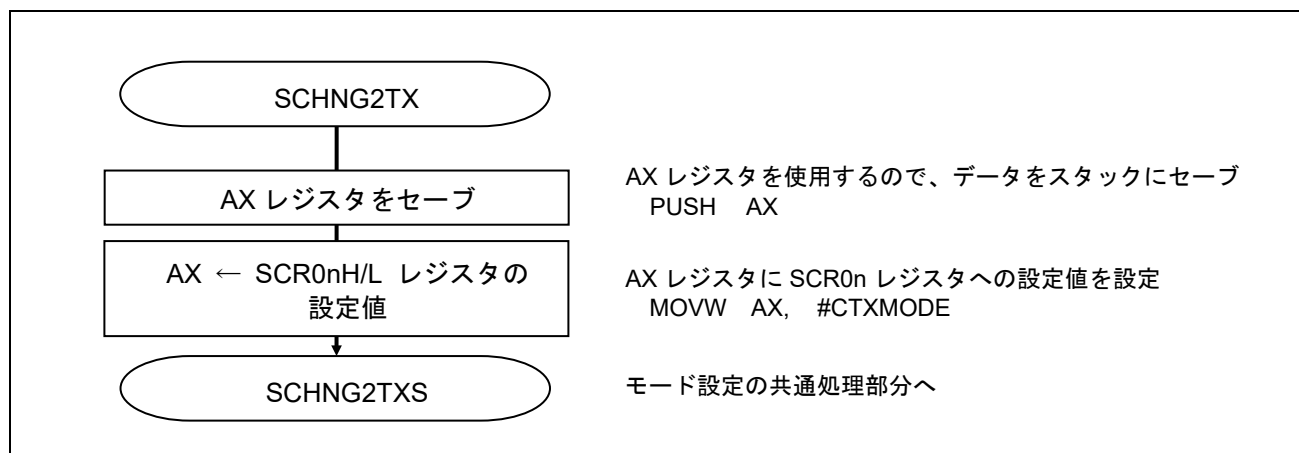 SCHNG2TX
AX レジスタをセーブ
AX レジスタを使用するので、データをスタックにセーブ
PUSH AX
AX ← SCR0nH/L レジスタの
設定値
AX レジスタに SCR0n レジスタへの設定値を設定
MOVW AX, #CTXMODE
SCHNG2TXS
モード設定の共通処理部分へ